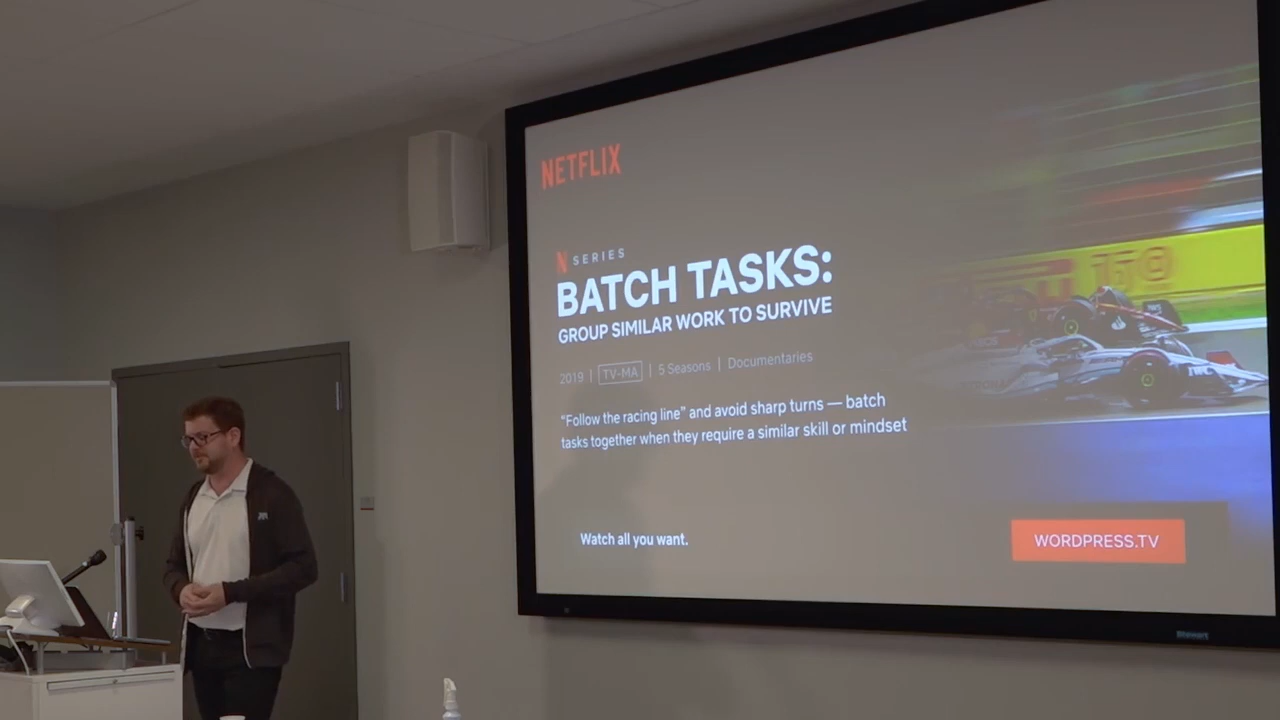 NETFLIX
N SERIES
BATCH TASKS:
GROUP SIMILAR WORK TO SURVIVE
2019 | TV-MA | 5 Seasons | Documentaries
“Follow the racing line” and avoid sharp turns — batch
tasks together when they require a similar skill or mindset
Watch all you want.
WORDPRESS.TV
Stewart